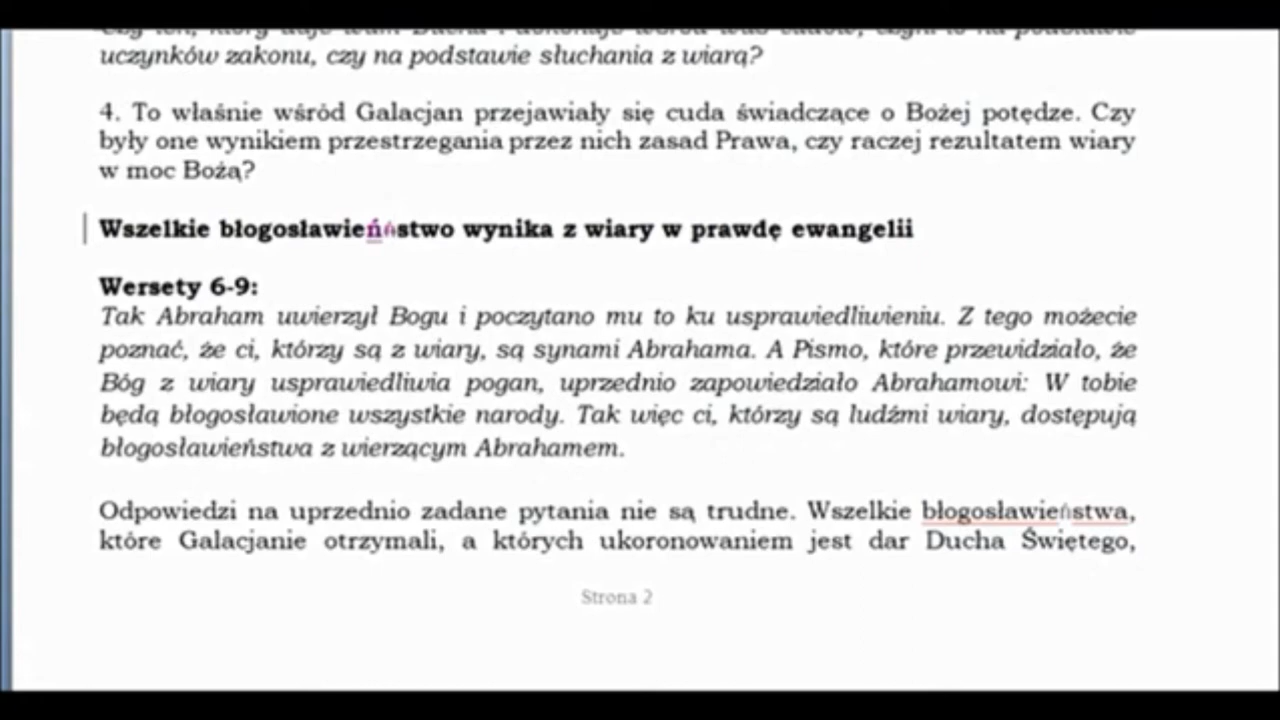 uczynków zakonu, czy na podstawie słuchania z wiarą?
4. To właśnie wśród Galacjan przejawiały się cuda świadczące o Bożej potędze. Czy
były one wynikiem przestrzegania przez nich zasad Prawa, czy raczej rezultatem wiary
w moc Bożą?
Wszelkie błogosławieńństwo wynika z wiary w prawdę ewangelii
Wersety 6-9:
Tak Abraham uwierzył Bogu i poczytano mu to ku usprawiedliwieniu. Z tego możecie
poznać, że ci, którzy są z wiary, są synami Abrahama. A Pismo, które przewidziało, że
Bóg z wiary usprawiedliwia pogan, uprzednio zapowiedziało Abrahamowi: W tobie
będą błogosławione wszystkie narody. Tak więc ci, którzy są ludźmi wiary, dostępują
błogosławieństwa z wierzącym Abrahamem.
Odpowiedzi na uprzednio zadane pytania nie są trudne. Wszelkie błogosławieństwa,
które Galacjanie otrzymali, a których ukoronowaniem jest dar Ducha Świętego,
Strona 2